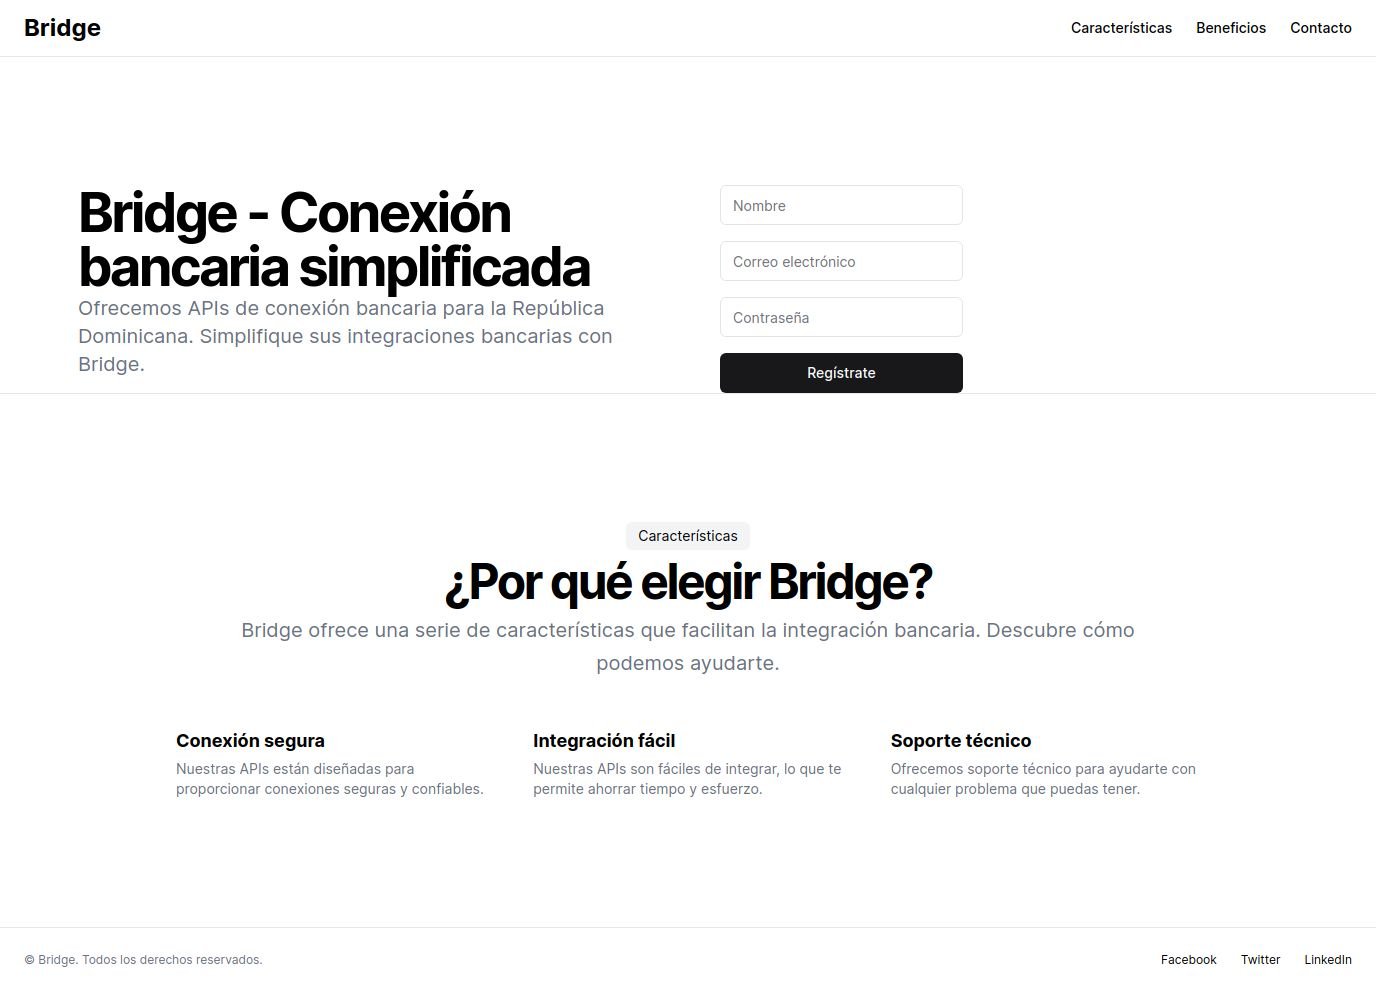 Bridge
Características
Beneficios
Contacto
Bridge - Conexión
bancaria simplificada
Ofrecemos APIs de conexión bancaria para la República
Dominicana. Simplifique sus integraciones bancarias con
Bridge.
Nombre
Correo electrónico
Contraseña
Regístrate
Características
¿Por qué elegir Bridge?
Bridge ofrece una serie de características que facilitan la integración bancaria. Descubre cómo
podemos ayudarte.
Conexión segura
Nuestras APIs están diseñadas para
proporcionar conexiones seguras y confiables.
Integración fácil
Nuestras APIs son fáciles de integrar, lo que te
permite ahorrar tiempo y esfuerzo.
Soporte técnico
Ofrecemos soporte técnico para ayudarte con
cualquier problema que puedas tener.
© Bridge. Todos los derechos reservados.
Facebook
Twitter
LinkedIn